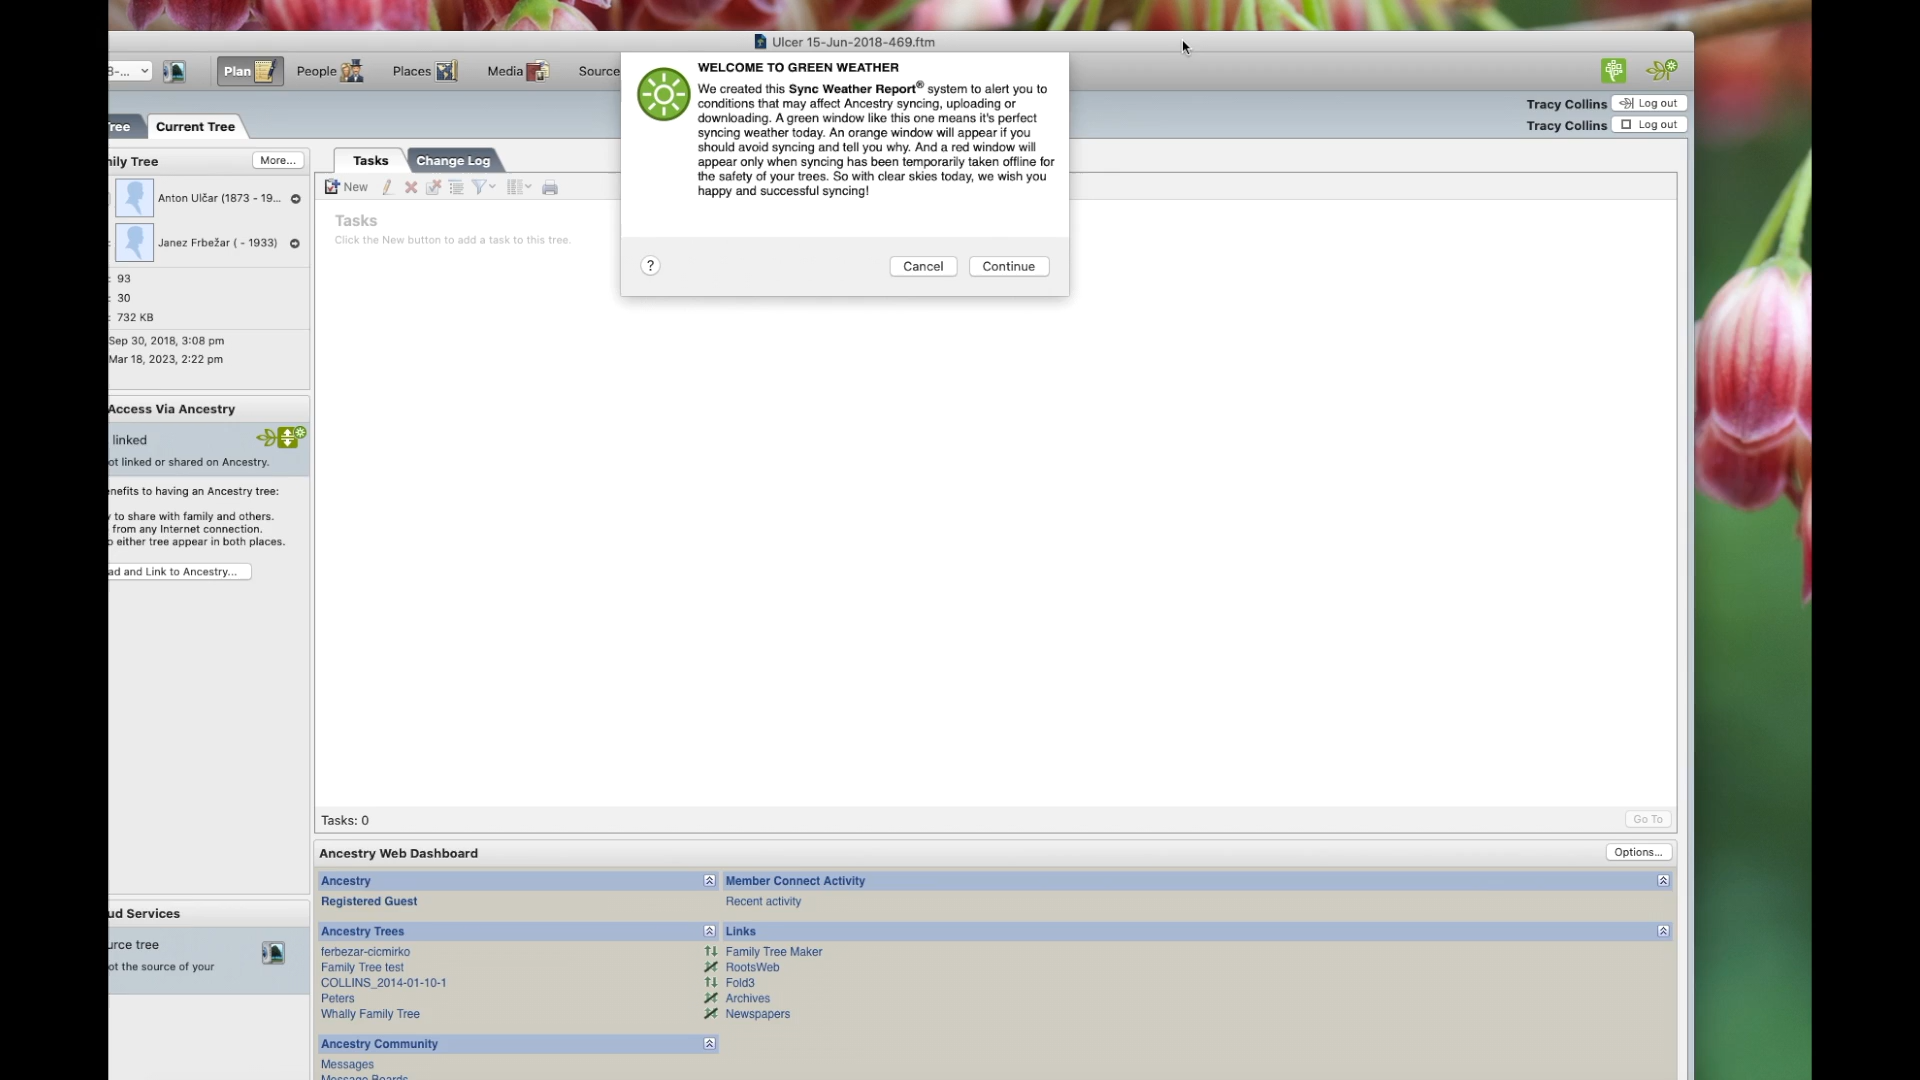 Ulcer 15-Jun-2018-469.ftm
Plan
People
Places
Media
Source
Tracy Collins
Log out
Tracy Collins
Log out
Current Tree
More...
Anton Ulčar (1873 - 19...
Janez Frbežar ( - 1933)
: 93
: 30
: 732 KB
Sep 30, 2018, 3:08 pm
Mar 18, 2023, 2:22 pm
Access Via Ancestry
linked
ot linked or shared on Ancestry.
enefits to having an Ancestry tree:
to share with family and others.
from any Internet connection.
either tree appear in both places.
ad and Link to Ancestry...
ud Services
urce tree
ot the source of your
Tasks
Change Log
New
Tasks
Click the New button to add a task to this tree.
WELCOME TO GREEN WEATHER
We created this Sync Weather Report® system to alert you to
conditions that may affect Ancestry syncing, uploading or
downloading. A green window like this one means it's perfect
syncing weather today. An orange window will appear if you
should avoid syncing and tell you why. And a red window will
appear only when syncing has been temporarily taken offline for
the safety of your trees. So with clear skies today, we wish you
happy and successful syncing!
?
Cancel
Continue
Tasks: 0
Go To
Ancestry Web Dashboard
Options...
Ancestry
Registered Guest
Member Connect Activity
Recent activity
Ancestry Trees
ferbezar-cicmirko
Family Tree test
COLLINS_2014-01-10-1
Peters
Whally Family Tree
Links
Family Tree Maker
RootsWeb
Fold3
Archives
Newspapers
Ancestry Community
Messages
Message Boards